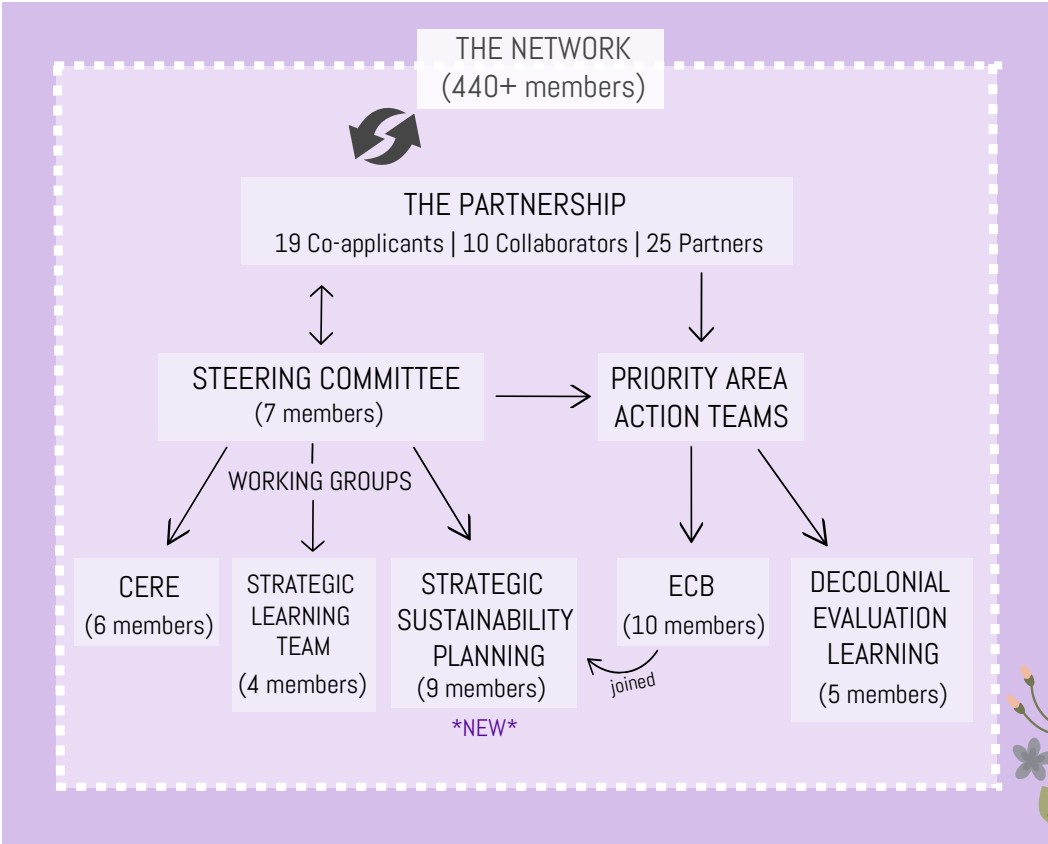 THE NETWORK
(440+ members)
THE PARTNERSHIP
19 Co-applicants | 10 Collaborators | 25 Partners
STEERING COMMITTEE
(7 members)
PRIORITY AREA
ACTION TEAMS
WORKING GROUPS
CERE
(6 members)
STRATEGIC
LEARNING
TEAM
(4 members)
STRATEGIC
SUSTAINABILITY
PLANNING
(9 members)
*NEW*
ECB
(10 members)
joined
DECOLONIAL
EVALUATION
LEARNING
(5 members)